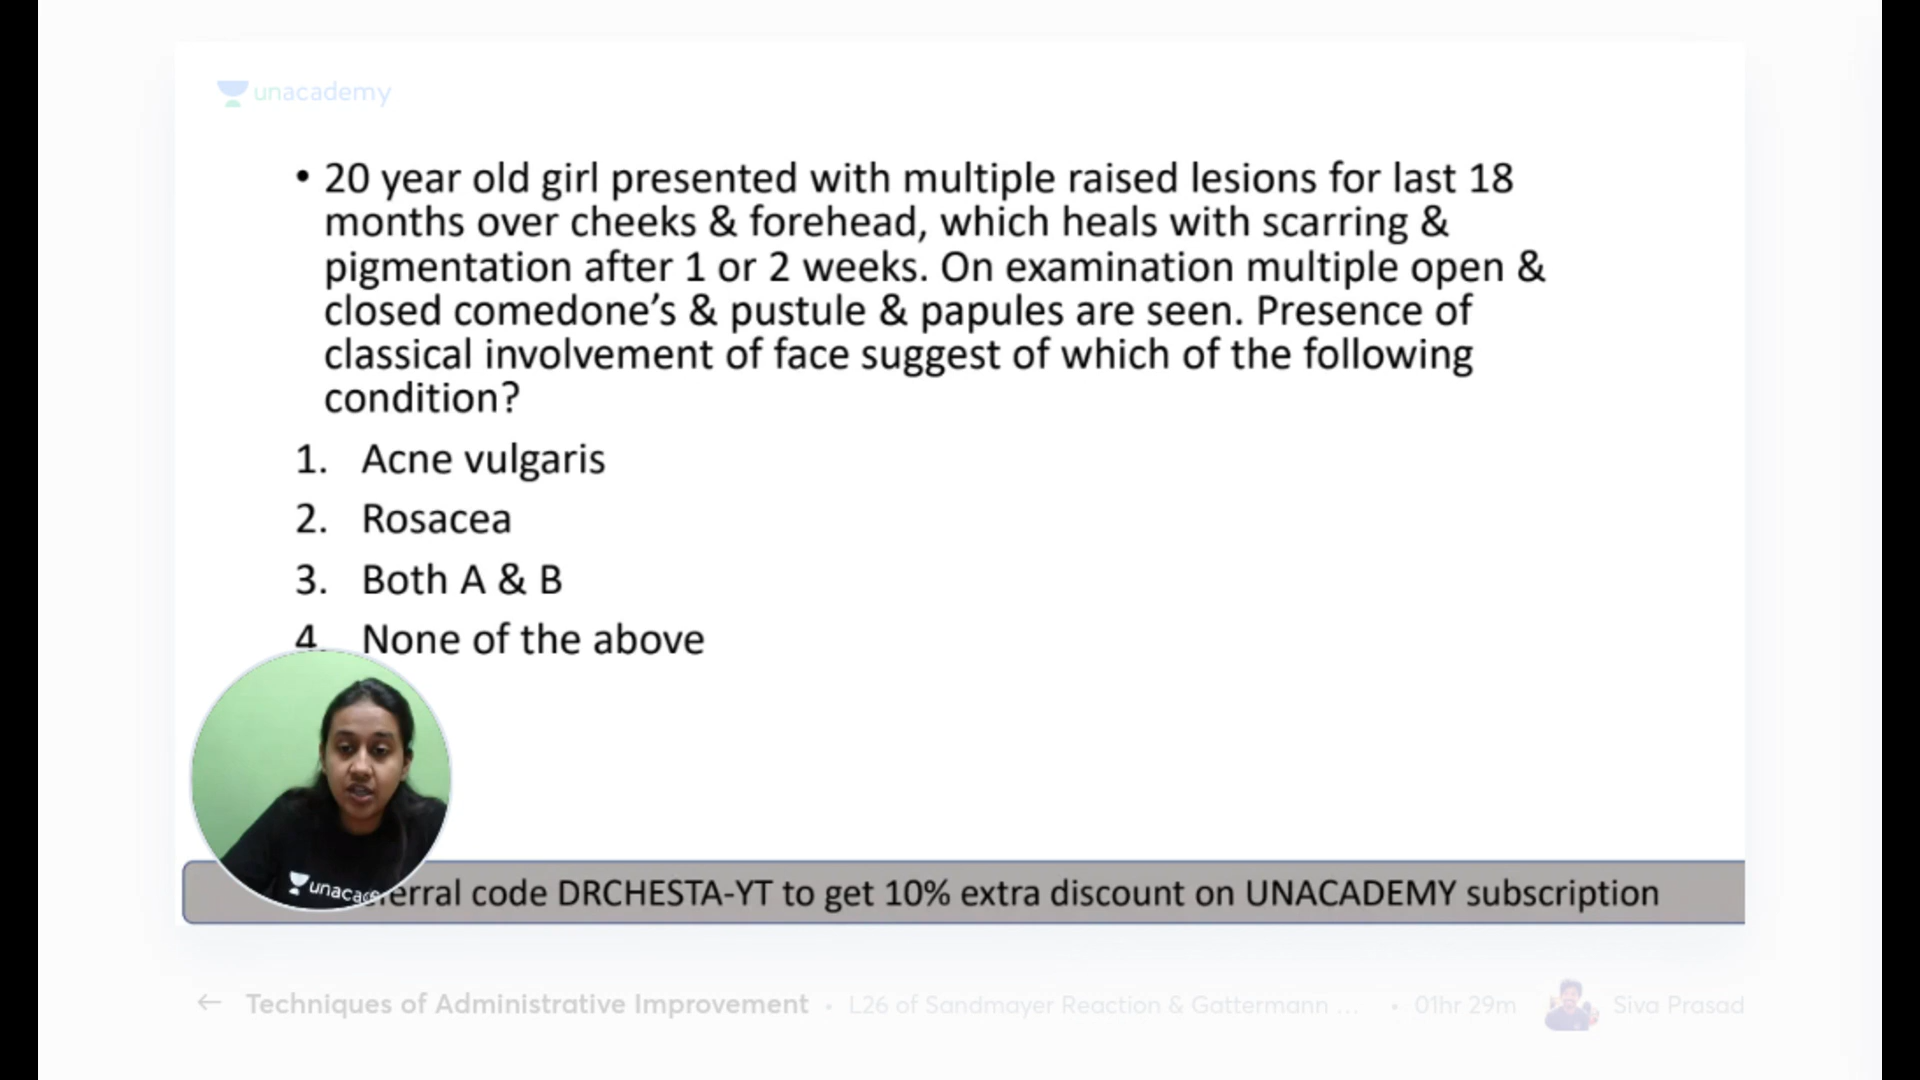 unacademy
• 20 year old girl presented with multiple raised lesions for last 18
months over cheeks & forehead, which heals with scarring &
pigmentation after 1 or 2 weeks. On examination multiple open &
closed comedone’s & pustule & papules are seen. Presence of
classical involvement of face suggest of which of the following
condition?
1. Acne vulgaris
2. Rosacea
3. Both A & B
4. None of the above
unacade
erral code DRCHESTA-YT to get 10% extra discount on UNACADEMY subscription
← Techniques of Administrative Improvement • L26 of Sandmayer Reaction & Gattermann ... • 01hr 29m Siva Prasad